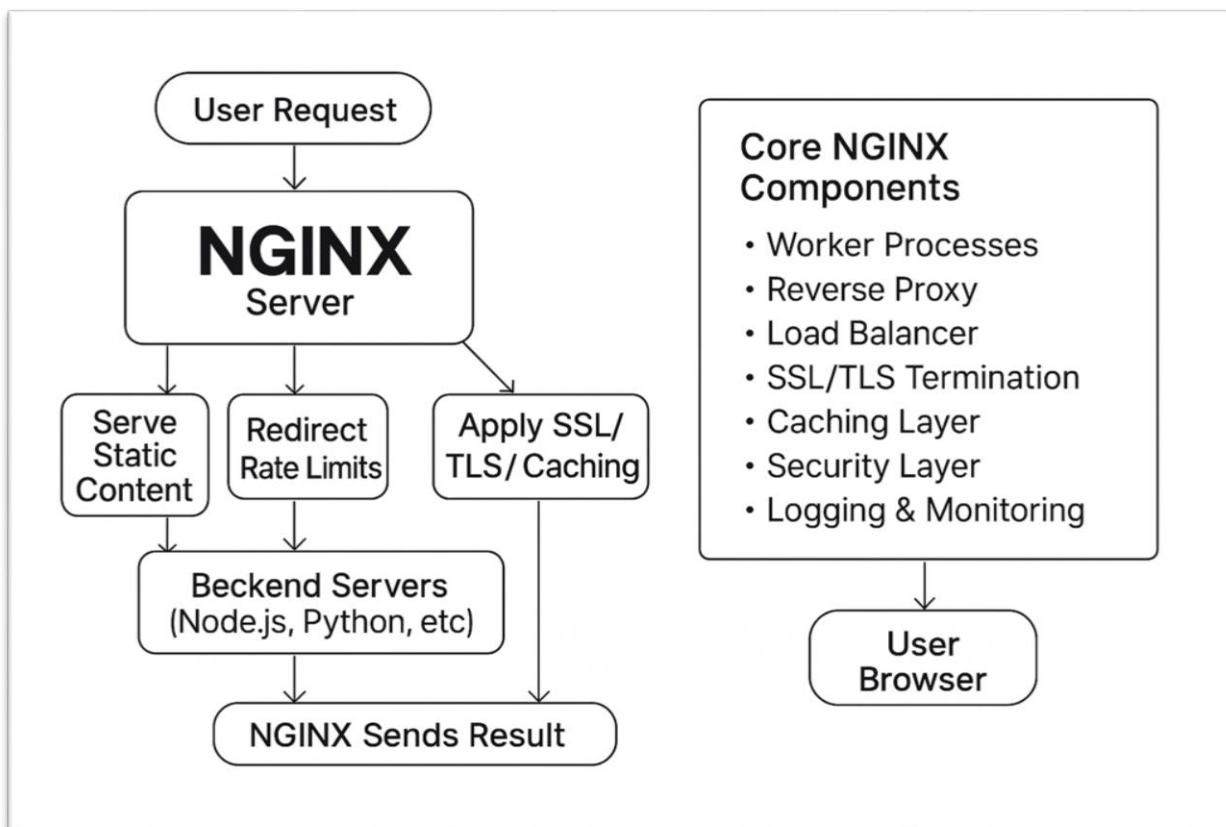 User Request
NGINX
Server
Serve
Static
Content
Redirect
Rate Limits
Apply SSL/
TLS/Caching
Beckend Servers
(Node.js, Python, etc)
NGINX Sends Result
Core NGINX
Components
• Worker Processes
• Reverse Proxy
• Load Balancer
• SSL/TLS Termination
• Caching Layer
• Security Layer
• Logging & Monitoring
User
Browser